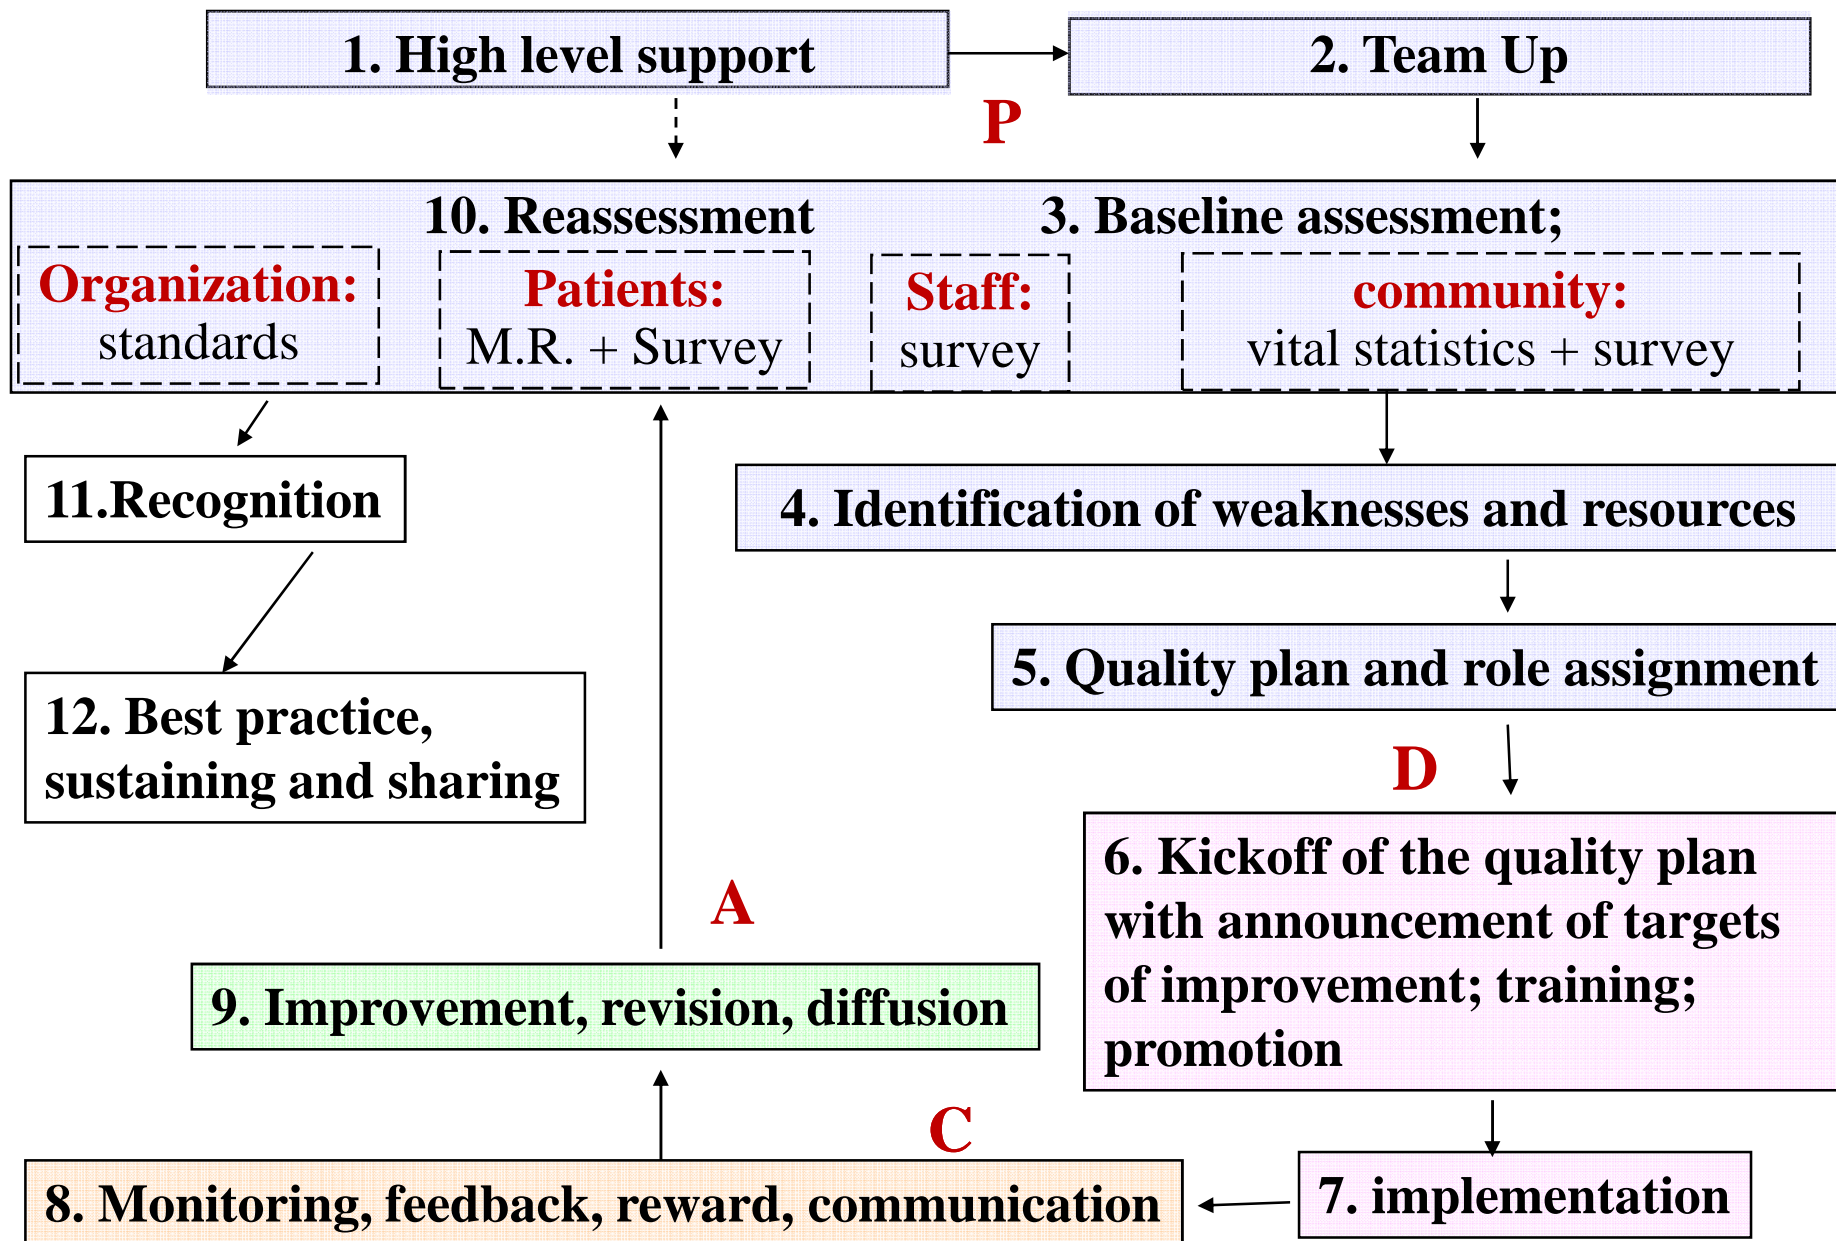 1. High level support
2. Team Up
P
10. Reassessment
3. Baseline assessment;
Organization:
standards
Patients:
M.R. + Survey
Staff:
survey
community:
vital statistics + survey
11.Recognition
4. Identification of weaknesses and resources
5. Quality plan and role assignment
12. Best practice,
sustaining and sharing
D
6. Kickoff of the quality plan
with announcement of targets
of improvement; training;
promotion
A
9. Improvement, revision, diffusion
C
8. Monitoring, feedback, reward, communication
7. implementation